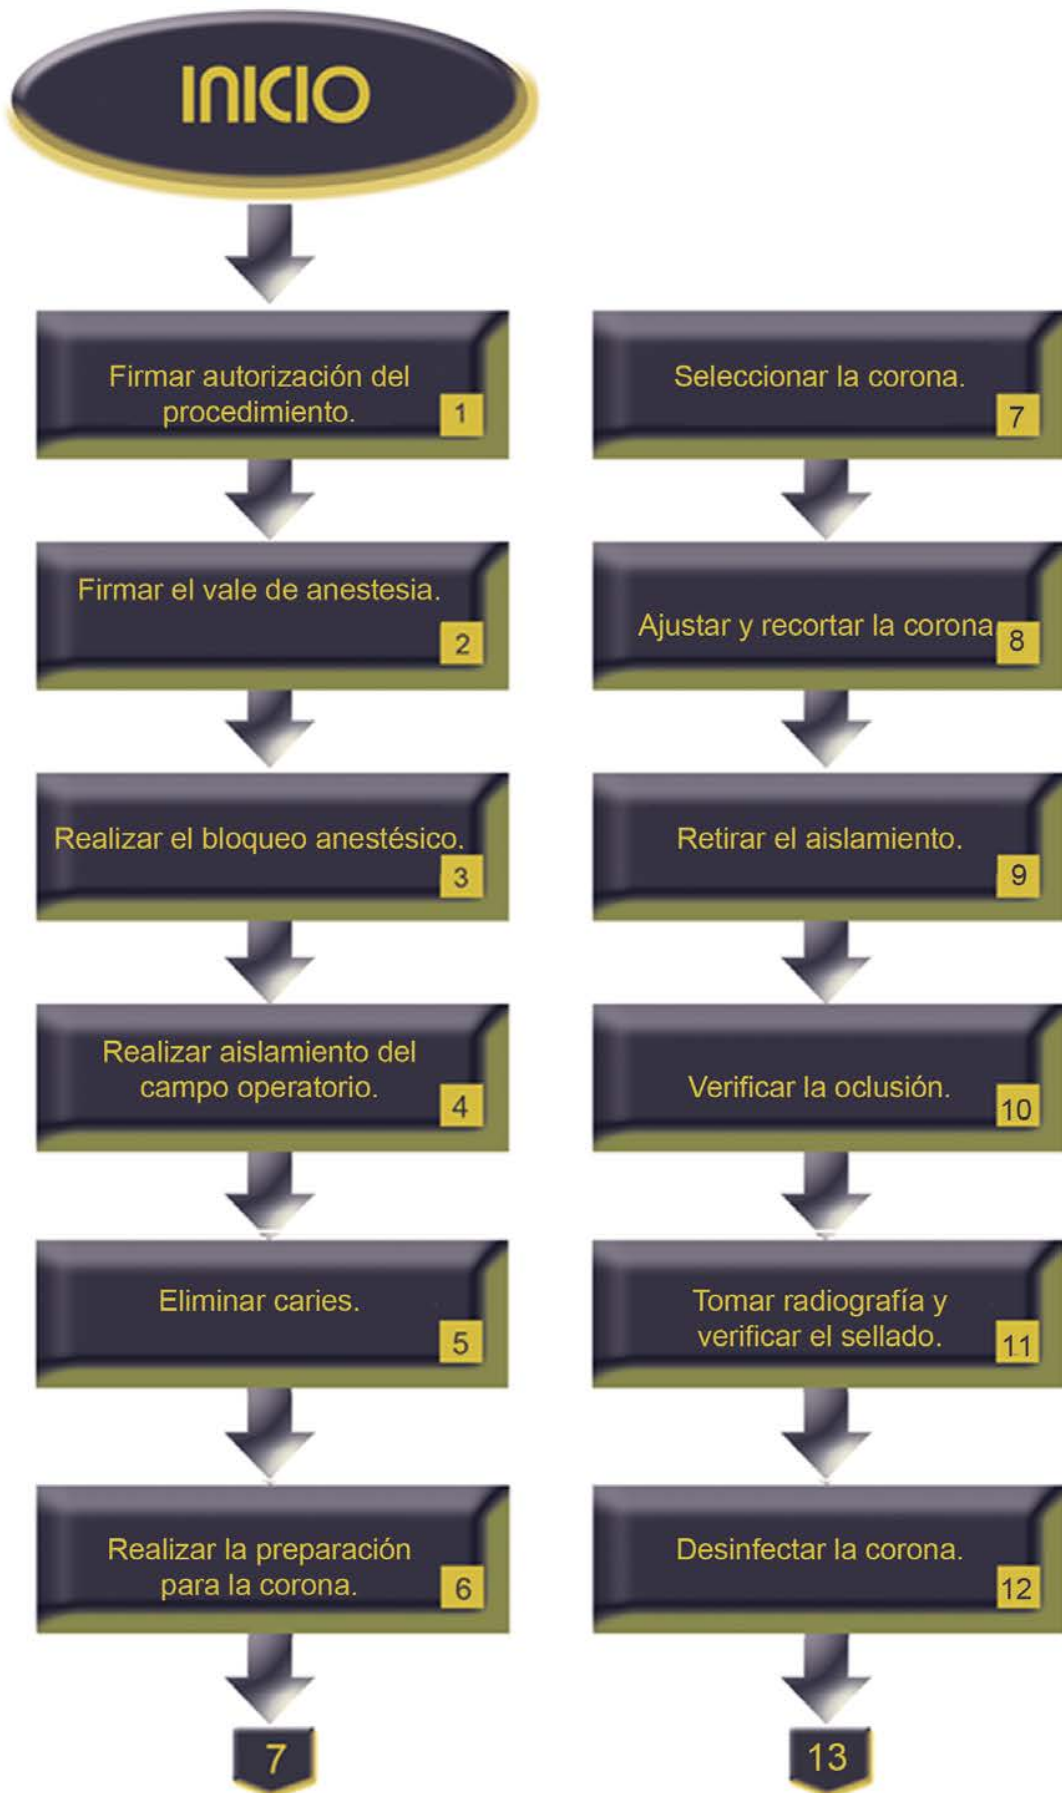 INICIO
Firmar autorización del
procedimiento.
1
Firmar el vale de anestesia.
2
Realizar el bloqueo anestésico.
3
Realizar aislamiento del
campo operatorio.
4
Eliminar caries.
5
Realizar la preparación
para la corona.
6
7
Seleccionar la corona.
7
Ajustar y recortar la corona.
8
Retirar el aislamiento.
9
Verificar la oclusión.
10
Tomar radiografía y
verificar el sellado.
11
Desinfectar la corona.
12
13